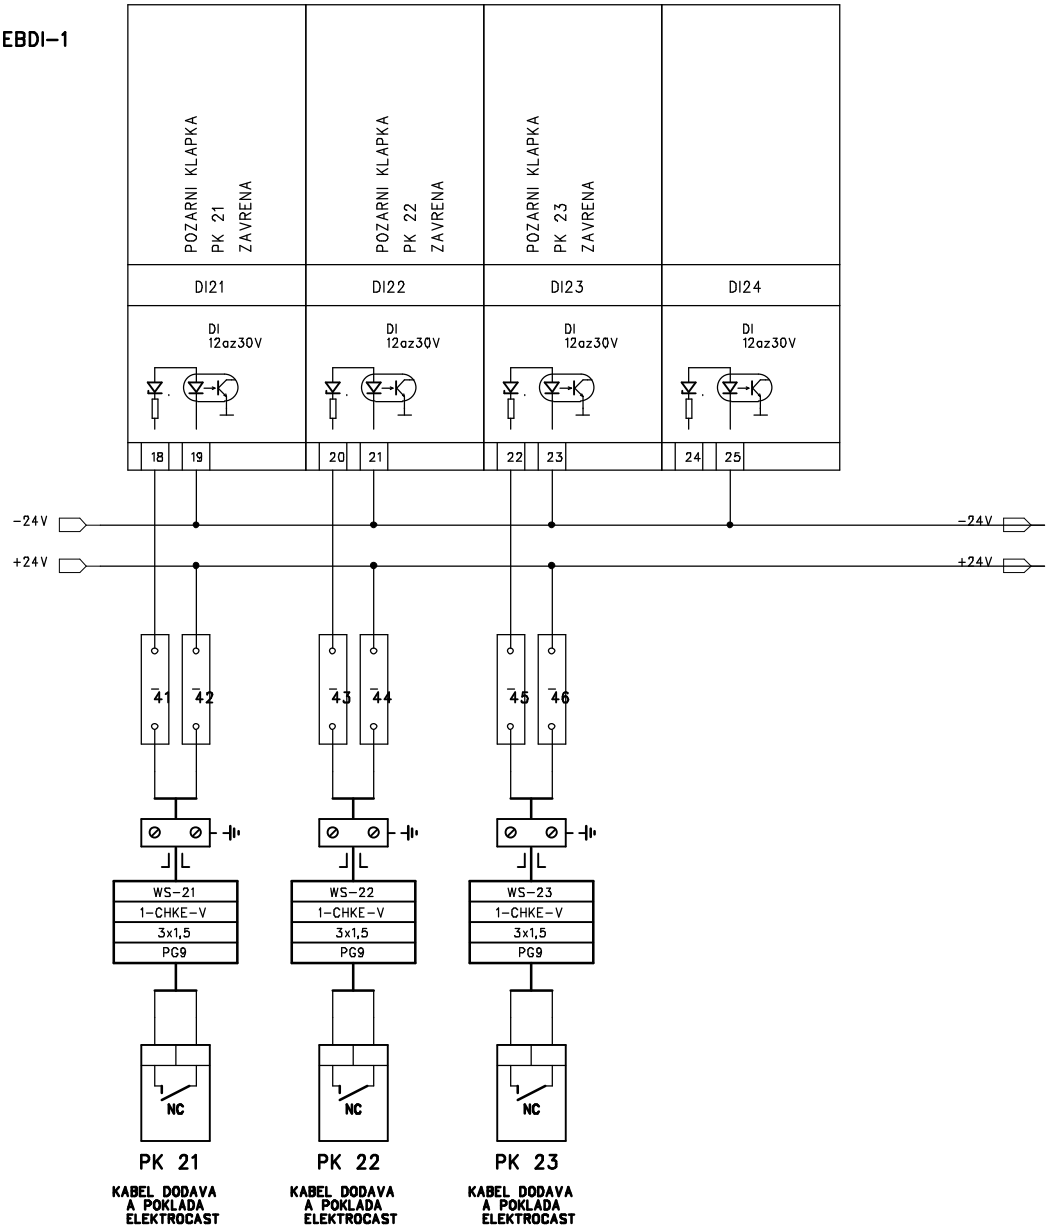 EBDI-1
POZARNI KLAPKA
PK 21
ZAVRENA
POZARNI KLAPKA
PK 22
ZAVRENA
POZARNI KLAPKA
PK 23
ZAVRENA
DI21 DI22 DI23 DI24
DI
12az30V
DI
12az30V
DI
12az30V
DI
12az30V
18 19 20 21 22 23 24 25
-24V -24V
+24V +24V
41 42 43 44 45 46
WS-21 WS-22 WS-23
1-CHKE-V 1-CHKE-V 1-CHKE-V
3x1,5 3x1,5 3x1,5
PG9 PG9 PG9
NC NC NC
PK 21 PK 22 PK 23
KABEL DODAVA
A POKLADA
ELEKTROCAST
KABEL DODAVA
A POKLADA
ELEKTROCAST
KABEL DODAVA
A POKLADA
ELEKTROCAST